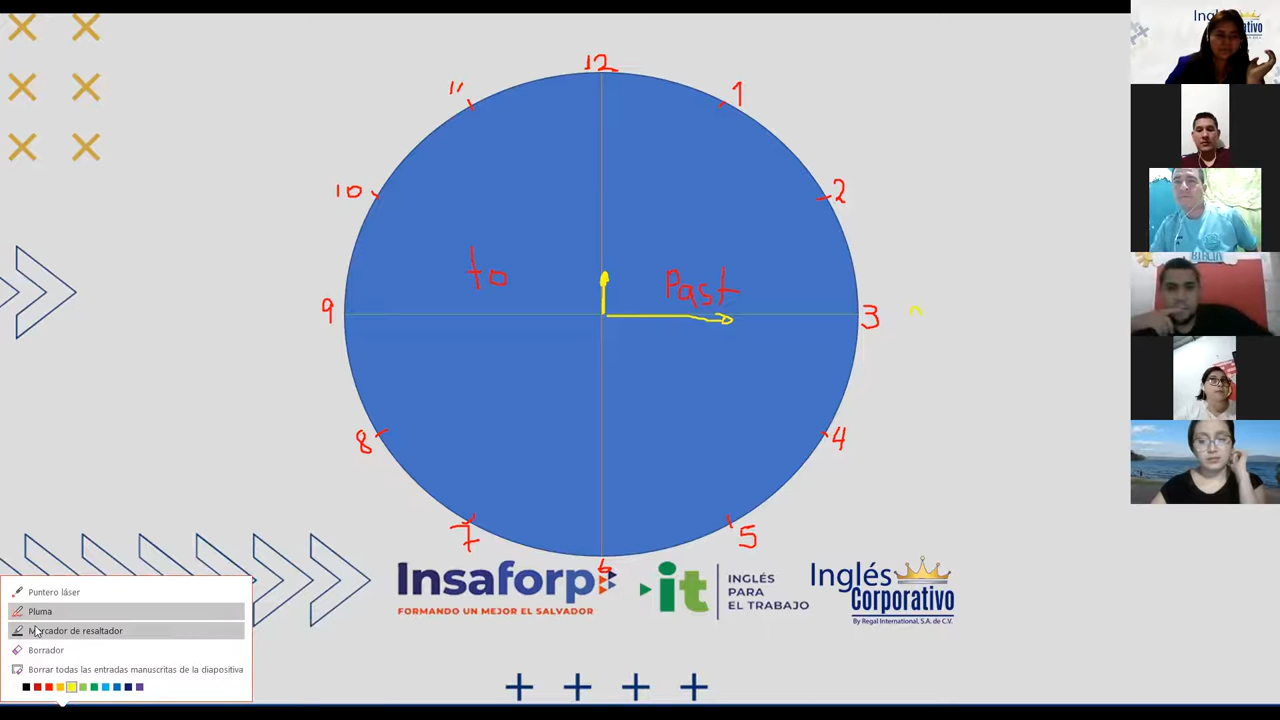 12
11
1
10
2
to
Past
9
3
8
4
7
5
6
Insaforp
FORMANDO UN MEJOR EL SALVADOR
it
INGLÉS
PARA
EL TRABAJO
Inglés
Corporativo
By Regal International, S.A. de C.V.
Puntero láser
Pluma
Marcador de resaltador
Borrador
Borrar todas las entradas manuscritas de la diapositiva